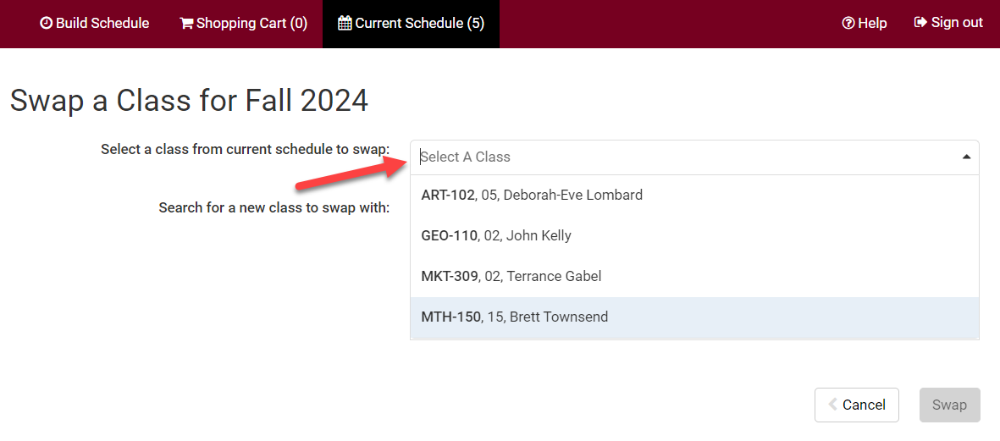 Build Schedule Shopping Cart (0) Current Schedule (5) Help Sign out
Swap a Class for Fall 2024
Select a class from current schedule to swap: Select A Class
ART-102, 05, Deborah-Eve Lombard
Search for a new class to swap with:
GEO-110, 02, John Kelly
MKT-309, 02, Terrance Gabel
MTH-150, 15, Brett Townsend
Cancel Swap